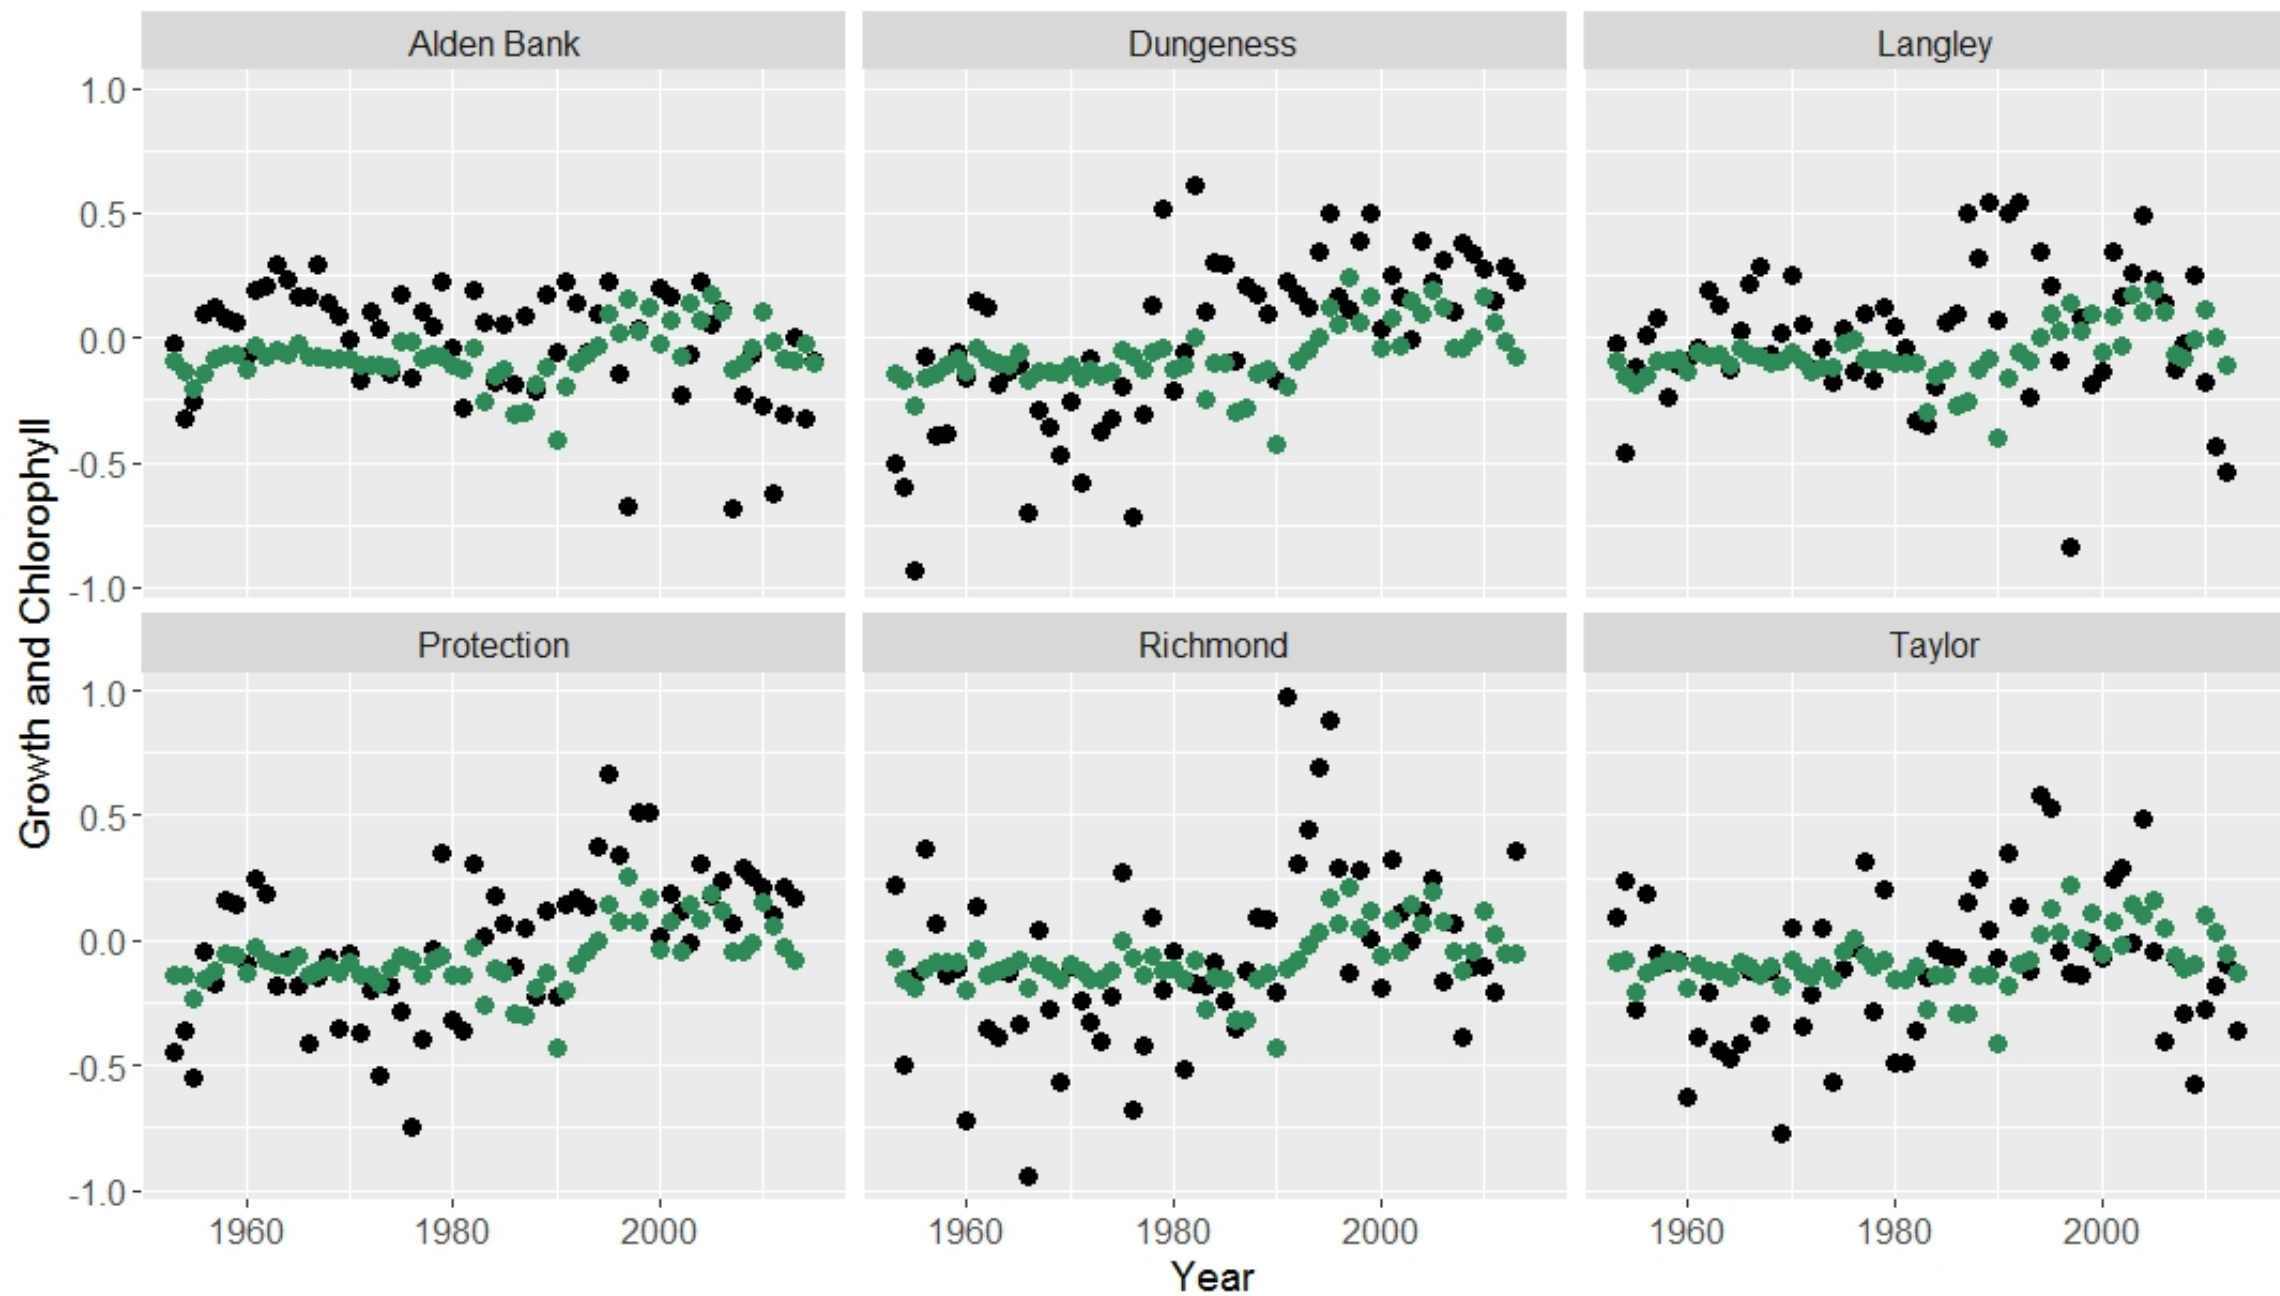 Alden Bank Dungeness Langley
1.0
0.5
0.0
-0.5
-1.0
Protection Richmond Taylor
1.0
0.5
0.0
-0.5
-1.0
1960 1980 2000 1960 1980 2000 1960 1980 2000
Year
Growth and Chlorophyll